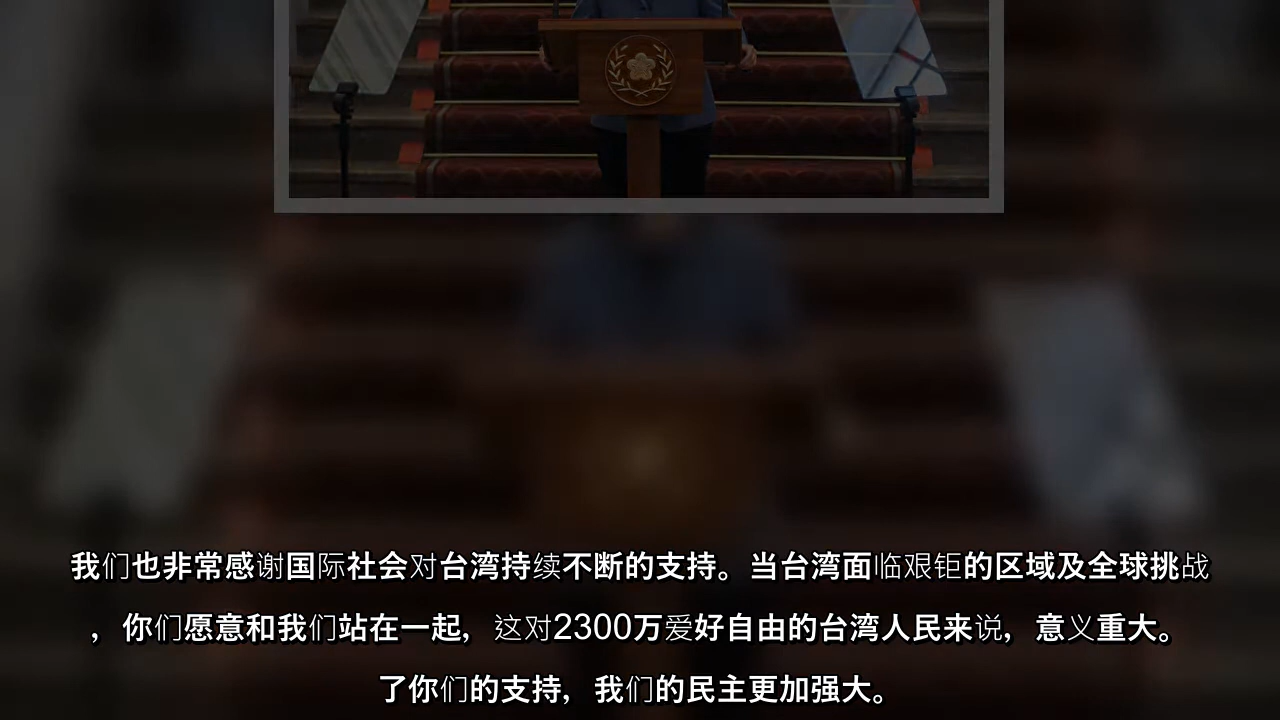 我们也非常感谢国际社会对台湾持续不断的支持。当台湾面临艰钜的区域及全球挑战
，你们愿意和我们站在一起，这对2300万爱好自由的台湾人民来说，意义重大。
了你们的支持，我们的民主更加强大。